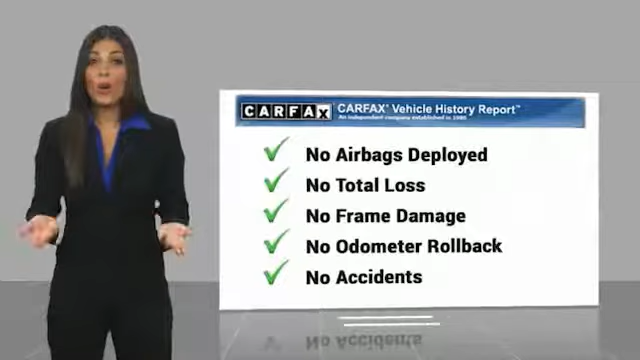 CARFAX CARFAX® Vehicle History Report™
An independent company established in 1986
No Airbags Deployed
No Total Loss
No Frame Damage
No Odometer Rollback
No Accidents